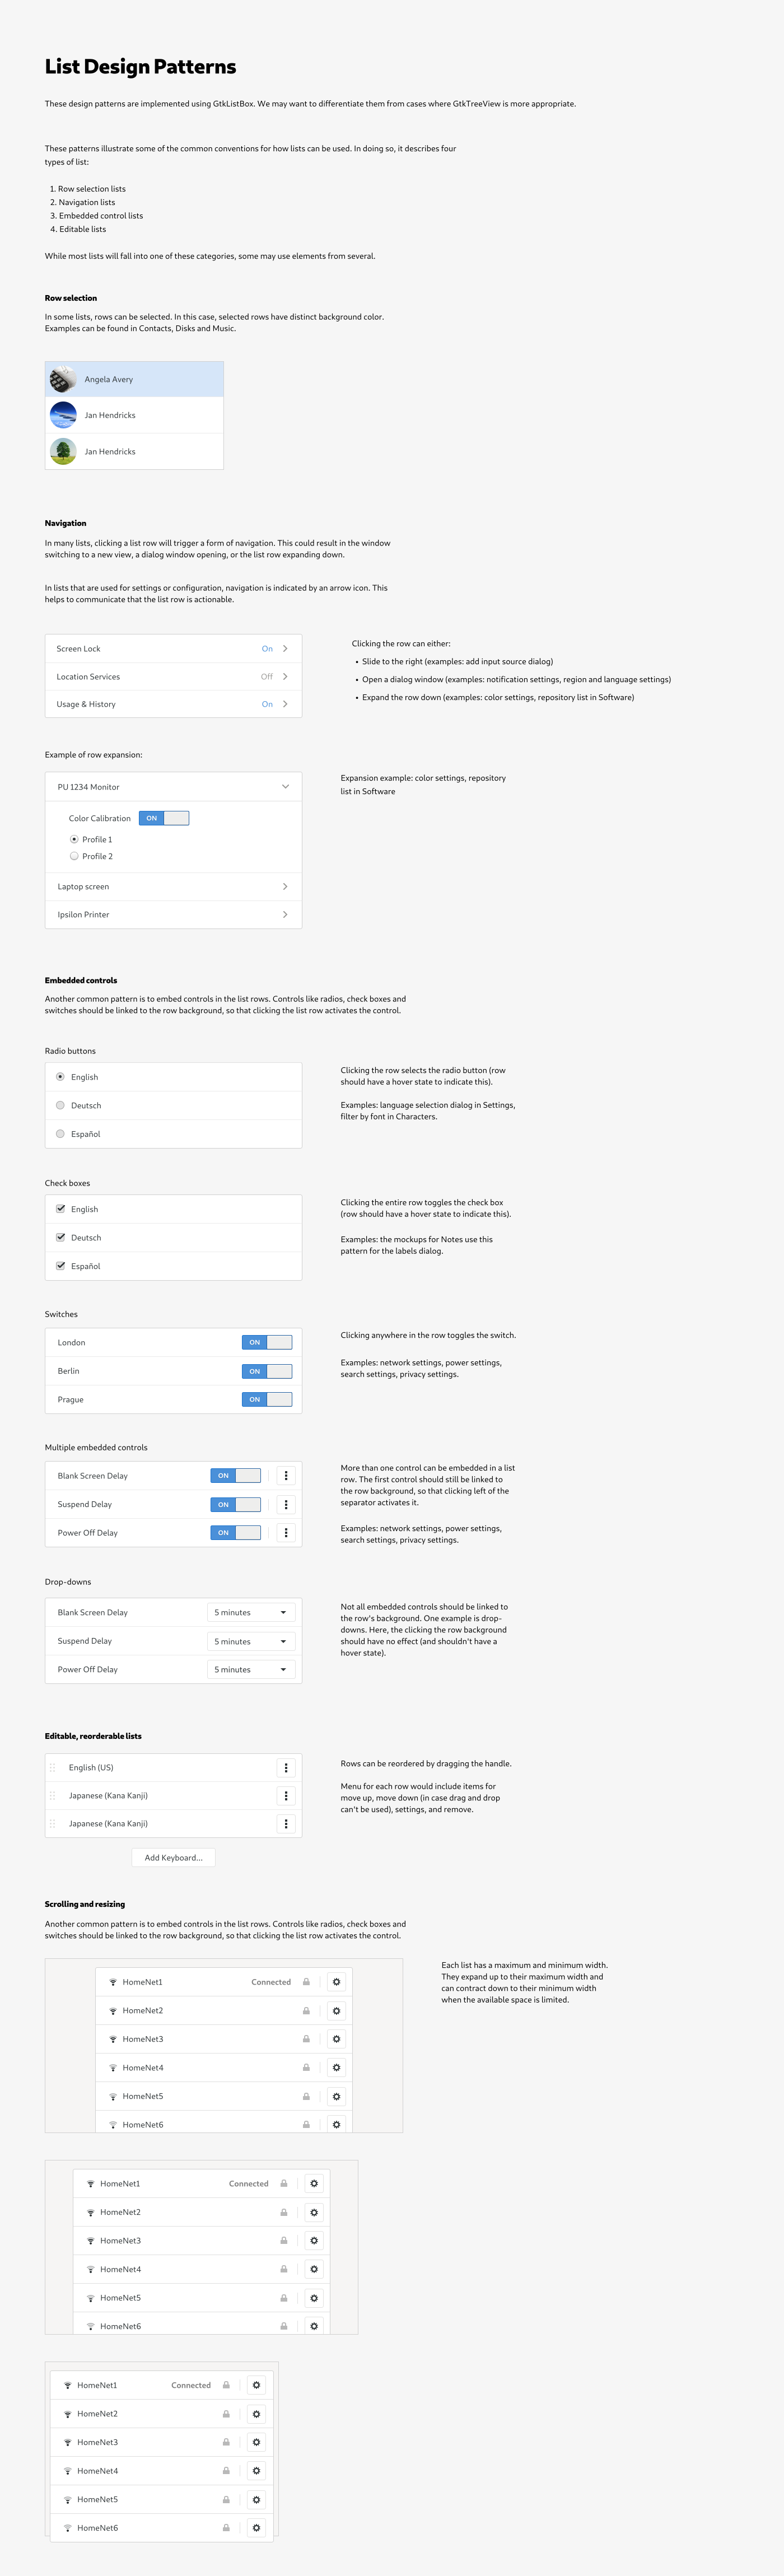 List Design Patterns
These design patterns are implemented using GtkListBox. We may want to differentiate them from cases where GtkTreeView is more appropriate.
These patterns illustrate some of the common conventions for how lists can be used. In doing so, it describes four
types of list:
1. Row selection lists
2. Navigation lists
3. Embedded control lists
4. Editable lists
While most lists will fall into one of these categories, some may use elements from several.
Row selection
In some lists, rows can be selected. In this case, selected rows have distinct background color.
Examples can be found in Contacts, Disks and Music.
Angela Avery
Jan Hendricks
Jan Hendricks
Navigation
In many lists, clicking a list row will trigger a form of navigation. This could result in the window
switching to a new view, a dialog window opening, or the list row expanding down.
In lists that are used for settings or configuration, navigation is indicated by an arrow icon. This
helps to communicate that the list row is actionable.
Screen Lock On
Location Services Off
Usage & History On
Clicking the row can either:
• Slide to the right (examples: add input source dialog)
• Open a dialog window (examples: notification settings, region and language settings)
• Expand the row down (examples: color settings, repository list in Software)
Example of row expansion:
PU 1234 Monitor
Color Calibration ON
Profile 1
Profile 2
Laptop screen
Ipsilon Printer
Expansion example: color settings, repository
list in Software
Embedded controls
Another common pattern is to embed controls in the list rows. Controls like radios, check boxes and
switches should be linked to the row background, so that clicking the list row activates the control.
Radio buttons
English
Deutsch
Español
Clicking the row selects the radio button (row
should have a hover state to indicate this).
Examples: language selection dialog in Settings,
filter by font in Characters.
Check boxes
English
Deutsch
Español
Clicking the entire row toggles the check box
(row should have a hover state to indicate this).
Examples: the mockups for Notes use this
pattern for the labels dialog.
Switches
London ON
Berlin ON
Prague ON
Clicking anywhere in the row toggles the switch.
Examples: network settings, power settings,
search settings, privacy settings.
Multiple embedded controls
Blank Screen Delay ON
Suspend Delay ON
Power Off Delay ON
More than one control can be embedded in a list
row. The first control should still be linked to
the row background, so that clicking left of the
separator activates it.
Examples: network settings, power settings,
search settings, privacy settings.
Drop-downs
Blank Screen Delay 5 minutes
Suspend Delay 5 minutes
Power Off Delay 5 minutes
Not all embedded controls should be linked to
the row's background. One example is drop-
downs. Here, the clicking the row background
should have no effect (and shouldn't have a
hover state).
Editable, reorderable lists
English (US)
Japanese (Kana Kanji)
Japanese (Kana Kanji)
Add Keyboard...
Rows can be reordered by dragging the handle.
Menu for each row would include items for
move up, move down (in case drag and drop
can't be used), settings, and remove.
Scrolling and resizing
Another common pattern is to embed controls in the list rows. Controls like radios, check boxes and
switches should be linked to the row background, so that clicking the list row activates the control.
HomeNet1 Connected
HomeNet2
HomeNet3
HomeNet4
HomeNet5
HomeNet6
Each list has a maximum and minimum width.
They expand up to their maximum width and
can contract down to their minimum width
when the available space is limited.
HomeNet1 Connected
HomeNet2
HomeNet3
HomeNet4
HomeNet5
HomeNet6
HomeNet1 Connected
HomeNet2
HomeNet3
HomeNet4
HomeNet5
HomeNet6